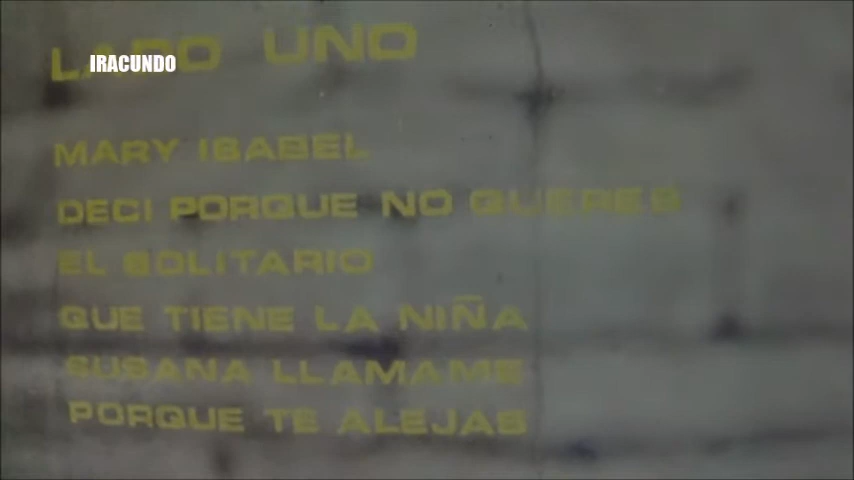 LADO UNO
IRACUNDO
MARY ISABEL
DECI PORQUE NO QUERES
EL SOLITARIO
QUE TIENE LA NIÑA
SUSANA LLAMAME
PORQUE TE ALEJAS